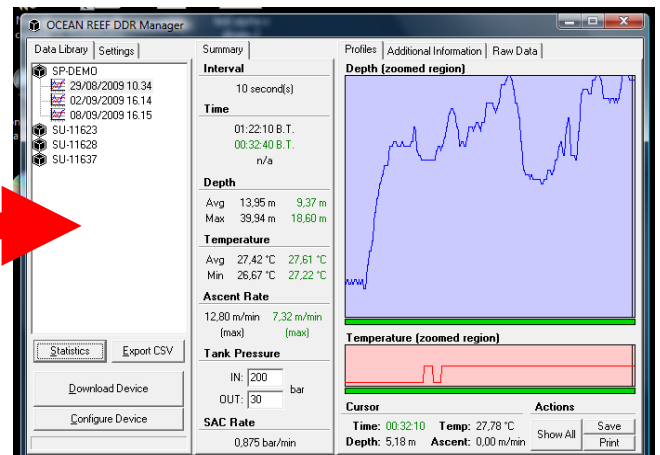 OCEAN REEF DDR Manager
Data Library Settings
SP-DEMO
29/08/2009 10.34
02/09/2009 16.14
08/09/2009 16.15
SU-11623
SU-11628
SU-11637
Statistics Export CSV
Download Device
Configure Device
Summary
Interval
10 second(s)
Time
01:22:10 B.T.
00:32:40 B.T.
n/a
Depth
Avg 13,95 m 9,37 m
Max 39,94 m 18,60 m
Temperature
Avg 27,42 °C 27,61 °C
Min 26,67 °C 27,22 °C
Ascent Rate
12,80 m/min 7,32 m/min
(max) (max)
Tank Pressure
IN: 200
bar
OUT: 30
SAC Rate
0,875 bar/min
Profiles Additional Information Raw Data
Depth (zoomed region)
Temperature (zoomed region)
Cursor Actions
Time: 00:32:10 Temp: 27,78 °C
Depth: 5,18 m Ascent: 0,00 m/min
Show All Save
Print